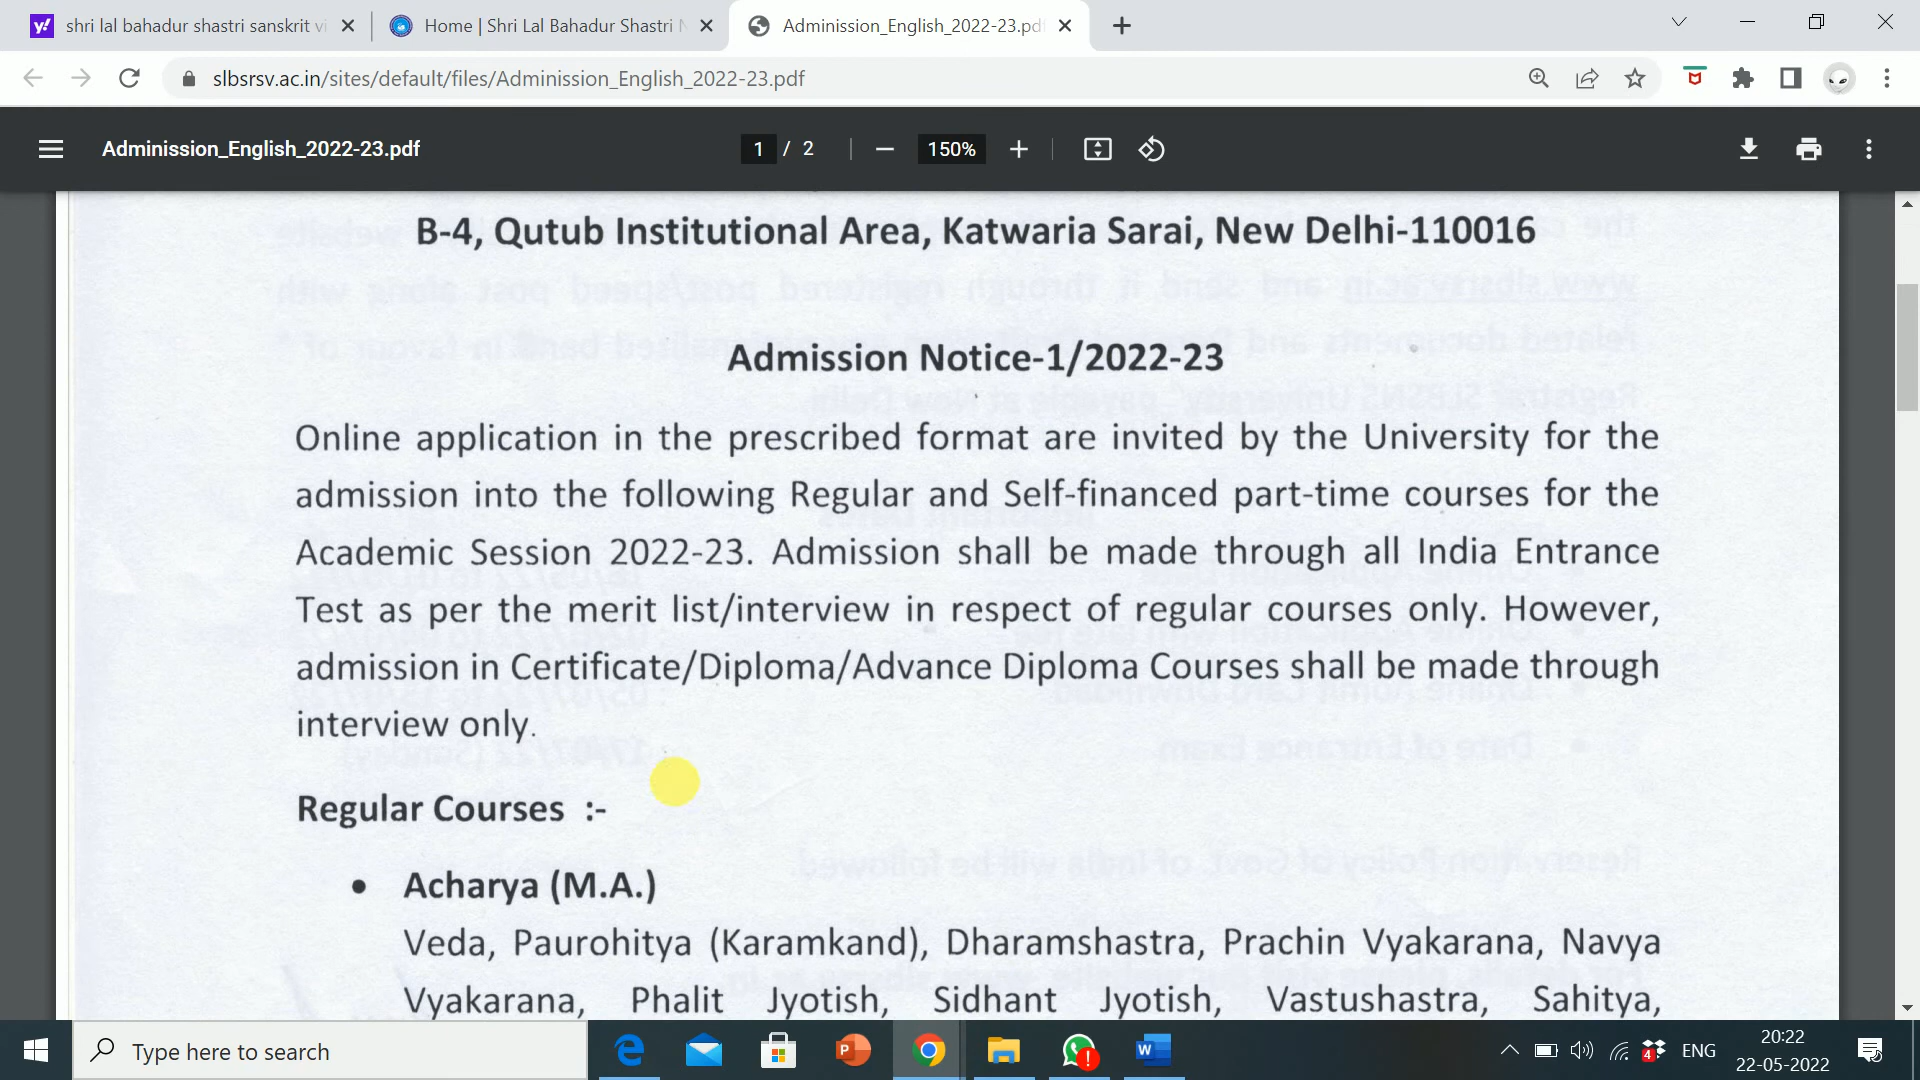 shri lal bahadur shastri sanskrit vi
Home | Shri Lal Bahadur Shastri N
Adminission_English_2022-23.pdf
slbsrsv.ac.in/sites/default/files/Adminission_English_2022-23.pdf
Adminission_English_2022-23.pdf
1 / 2
150%
B-4, Qutub Institutional Area, Katwaria Sarai, New Delhi-110016
Admission Notice-1/2022-23
Online application in the prescribed format are invited by the University for the
admission into the following Regular and Self-financed part-time courses for the
Academic Session 2022-23. Admission shall be made through all India Entrance
Test as per the merit list/interview in respect of regular courses only. However,
admission in Certificate/Diploma/Advance Diploma Courses shall be made through
interview only.
Regular Courses :-
• Acharya (M.A.)
Veda, Paurohitya (Karamkand), Dharamshastra, Prachin Vyakarana, Navya
Vyakarana, Phalit Jyotish, Sidhant Jyotish, Vastushastra, Sahitya,
Type here to search
4
ENG
20:22
22-05-2022